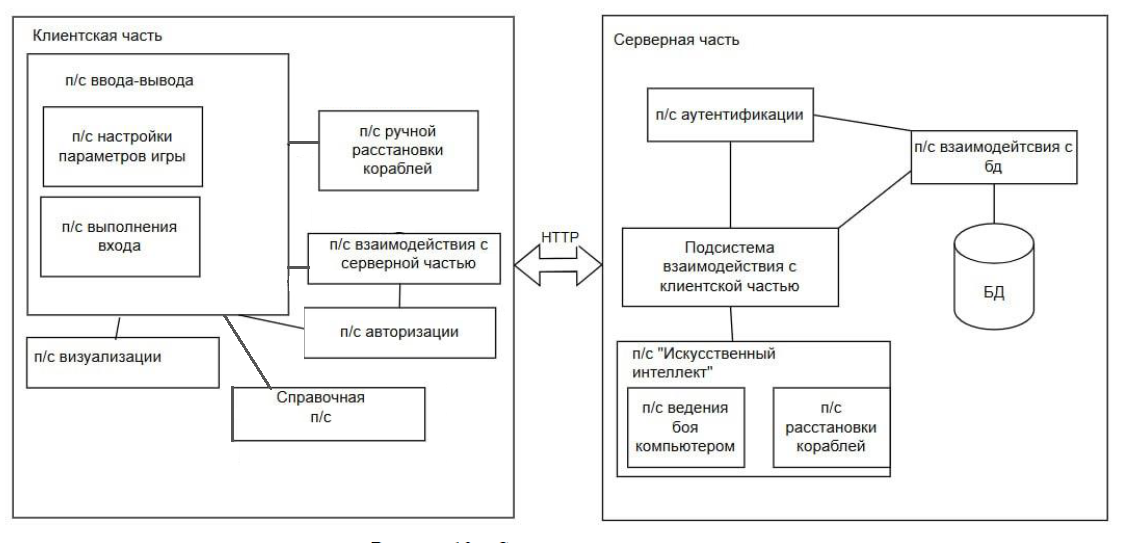 Клиентская часть
п/с ввода-вывода
п/с настройки
параметров игры
п/с выполнения
входа
п/с ручной
расстановки
кораблей
п/с взаимодействия с
серверной частью
п/с авторизации
п/с визуализации
Справочная
п/с
HTTP
Серверная часть
п/с аутентификации
п/с взаимодейтсвия с
бд
Подсистема
взаимодействия с
клиентской частью
БД
п/с "Искусственный
интеллект"
п/с ведения
боя
компьютером
п/с
расстановки
кораблей